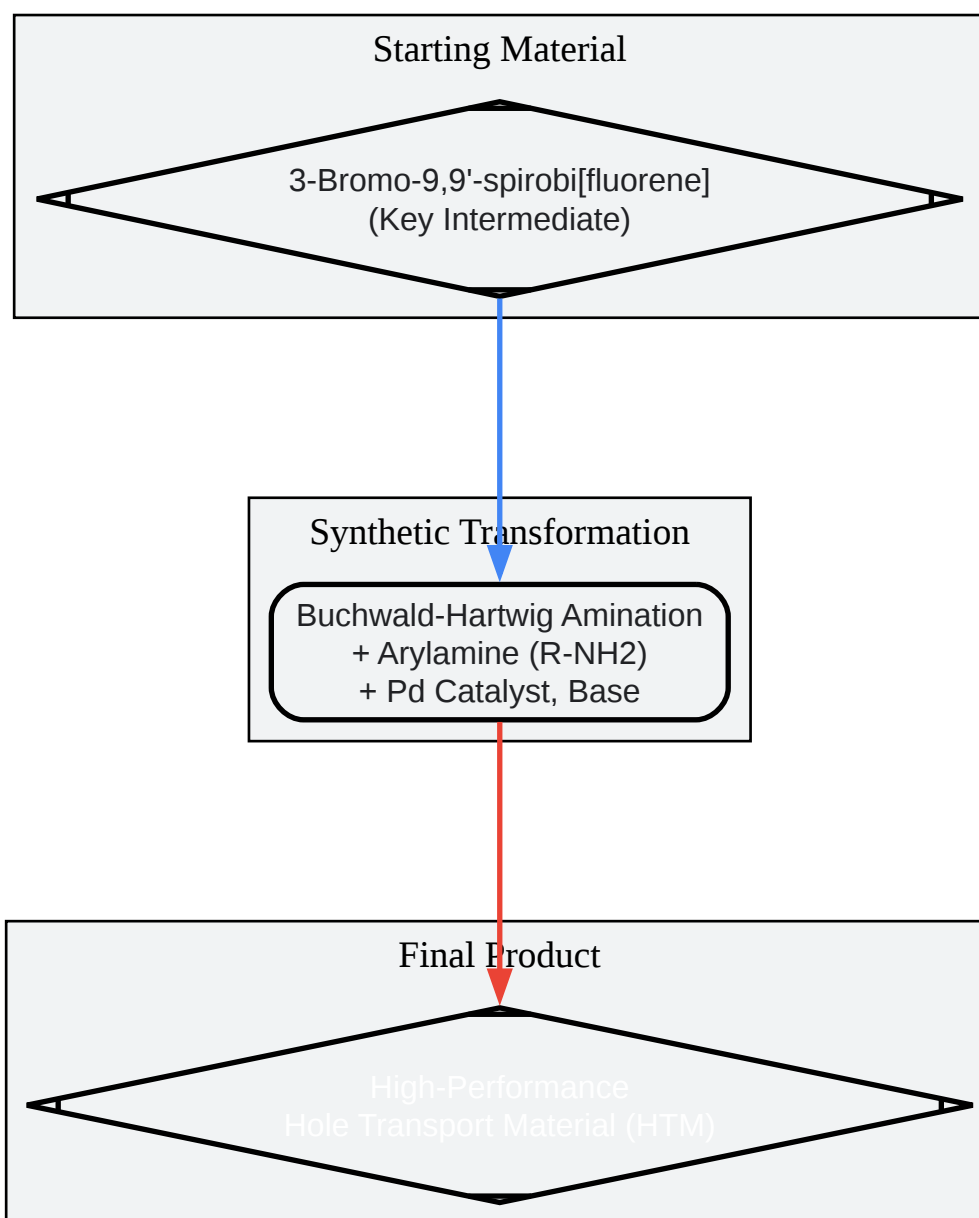 Starting Material
3-Bromo-9,9'-spirobi[fluorene]
(Key Intermediate)
Synthetic Transformation
Buchwald-Hartwig Amination
+ Arylamine (R-NH2)
+ Pd Catalyst, Base
Final Product
High-Performance
Hole Transport Material (HTM)